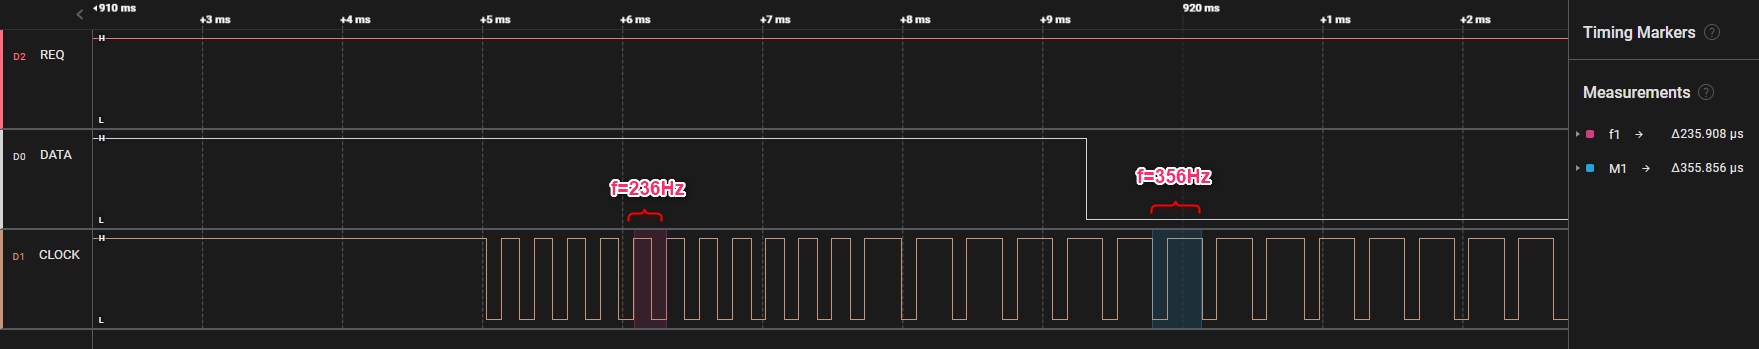 910 ms
+3 ms +4 ms +5 ms +6 ms +7 ms +8 ms +9 ms 920 ms +1 ms +2 ms
Timing Markers ?
H
D2 REQ
L
Measurements ?
H
f1 → Δ235.908 µs
D0 DATA
M1 → Δ355.856 µs
f=236Hz f=356Hz
L
H
D1 CLOCK
L